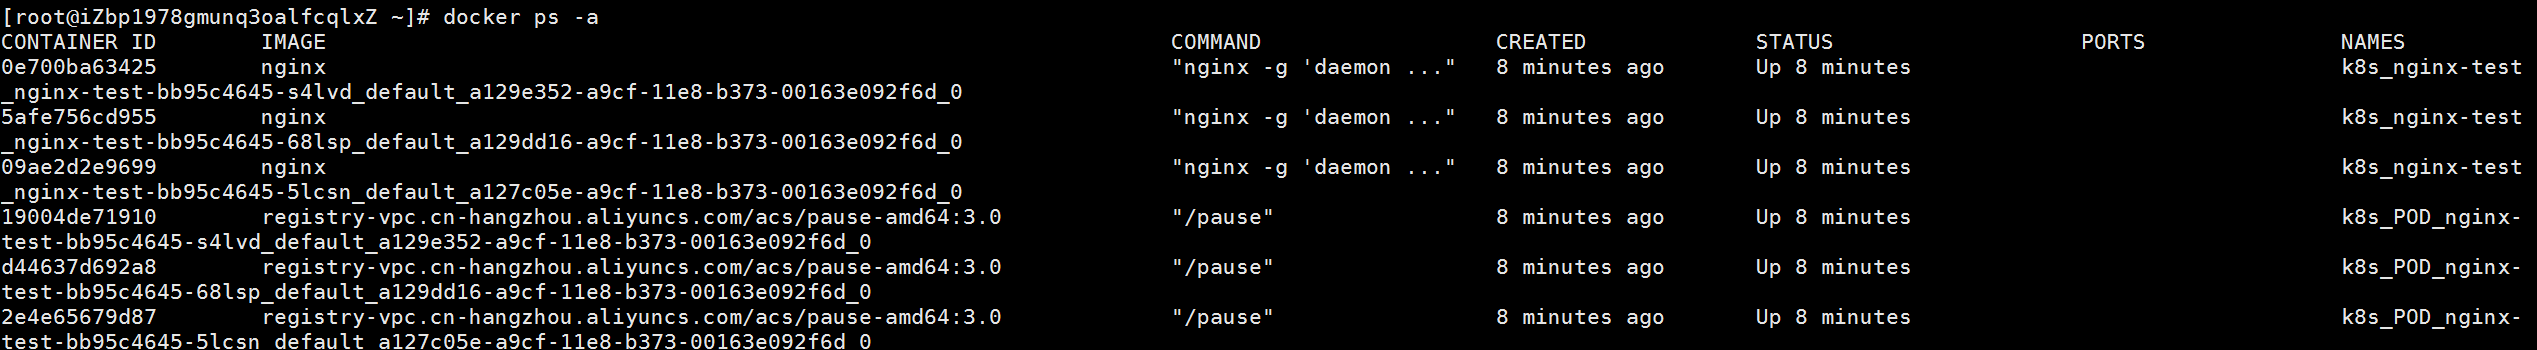 [root@iZbp1978gmunq3oalfcqlxZ ~]# docker ps -a
CONTAINER ID        IMAGE                                                                 COMMAND                  CREATED             STATUS                   PORTS               NAMES
0e700ba63425        nginx                                                                 "nginx -g 'daemon ..."   8 minutes ago       Up 8 minutes                                 k8s_nginx-test
_nginx-test-bb95c4645-s4lvd_default_a129e352-a9cf-11e8-b373-00163e092f6d_0
5afe756cd955        nginx                                                                 "nginx -g 'daemon ..."   8 minutes ago       Up 8 minutes                                 k8s_nginx-test
_nginx-test-bb95c4645-68lsp_default_a129dd16-a9cf-11e8-b373-00163e092f6d_0
09ae2d2e9699        nginx                                                                 "nginx -g 'daemon ..."   8 minutes ago       Up 8 minutes                                 k8s_nginx-test
_nginx-test-bb95c4645-5lcsn_default_a127c05e-a9cf-11e8-b373-00163e092f6d_0
19004de71910        registry-vpc.cn-hangzhou.aliyuncs.com/acs/pause-amd64:3.0             "/pause"                 8 minutes ago       Up 8 minutes                                 k8s_POD_nginx-
test-bb95c4645-s4lvd_default_a129e352-a9cf-11e8-b373-00163e092f6d_0
d44637d692a8        registry-vpc.cn-hangzhou.aliyuncs.com/acs/pause-amd64:3.0             "/pause"                 8 minutes ago       Up 8 minutes                                 k8s_POD_nginx-
test-bb95c4645-68lsp_default_a129dd16-a9cf-11e8-b373-00163e092f6d_0
2e4e65679d87        registry-vpc.cn-hangzhou.aliyuncs.com/acs/pause-amd64:3.0             "/pause"                 8 minutes ago       Up 8 minutes                                 k8s_POD_nginx-
test-bb95c4645-5lcsn_default_a127c05e-a9cf-11e8-b373-00163e092f6d_0